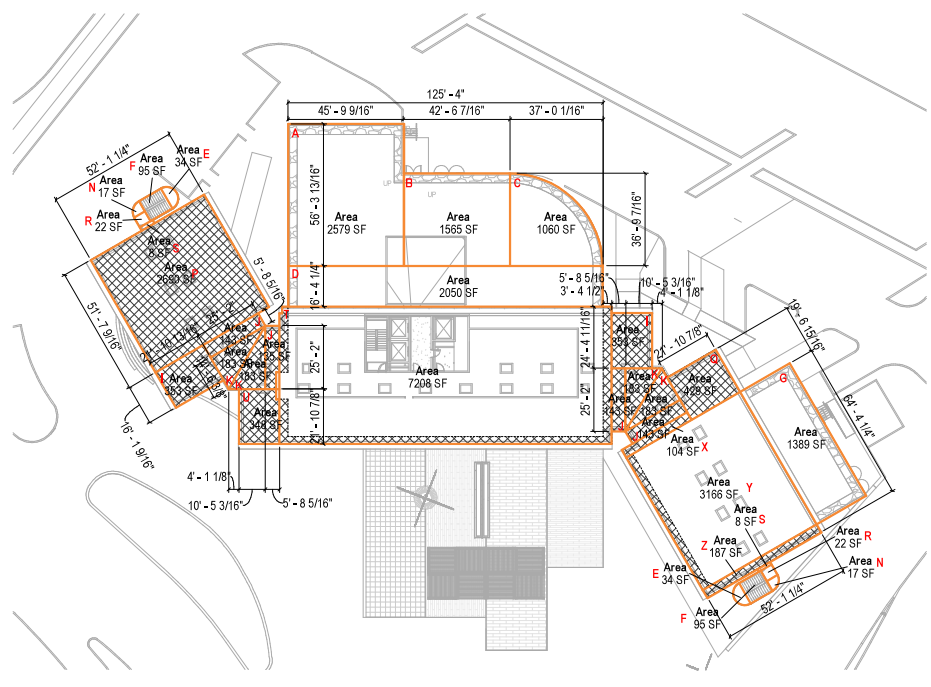 125' - 4"
45' - 9 9/16"
42' - 6 7/16"
37' - 0 1/16"
A
52' - 1 1/4"
Area
34 SF
E
F
Area
95 SF
N
Area
17 SF
R
Area
22 SF
Area
8 SF
S
Area
2690 SF
P
UP
UP
B
C
56' - 3 13/16"
Area
2579 SF
Area
1565 SF
Area
1060 SF
36' - 9 7/16"
D
16' - 4 1/4"
Area
2050 SF
5' - 8 5/16"
5' - 8 5/16"
10' - 5 3/16"
3' - 4 1/2"
4' - 1 1/8"
51' - 7 9/16"
Area
143 SF
Area
183 SF
Area
183 SF
Area
135 SF
Area
353 SF
16' - 1 9/16"
25' - 2"
21' - 10 7/8"
U
Area
348 SF
Area
7208 SF
24' - 4 11/16"
25' - 2"
Area
353 SF
Area
183 SF
Area
183 SF
Area
143 SF
Area
143 SF
K
K
J
21' - 10 7/8"
Q
Area
428 SF
19' - 6 15/16"
G
64' - 4 1/4"
Area
1389 SF
Area
104 SF
X
Area
3166 SF
Y
Area
8 SF
S
Area
187 SF
Z
Area
22 SF
R
Area
17 SF
N
Area
34 SF
E
Area
95 SF
F
52' - 1 1/4"
4' - 1 1/8"
10' - 5 3/16"
5' - 8 5/16"